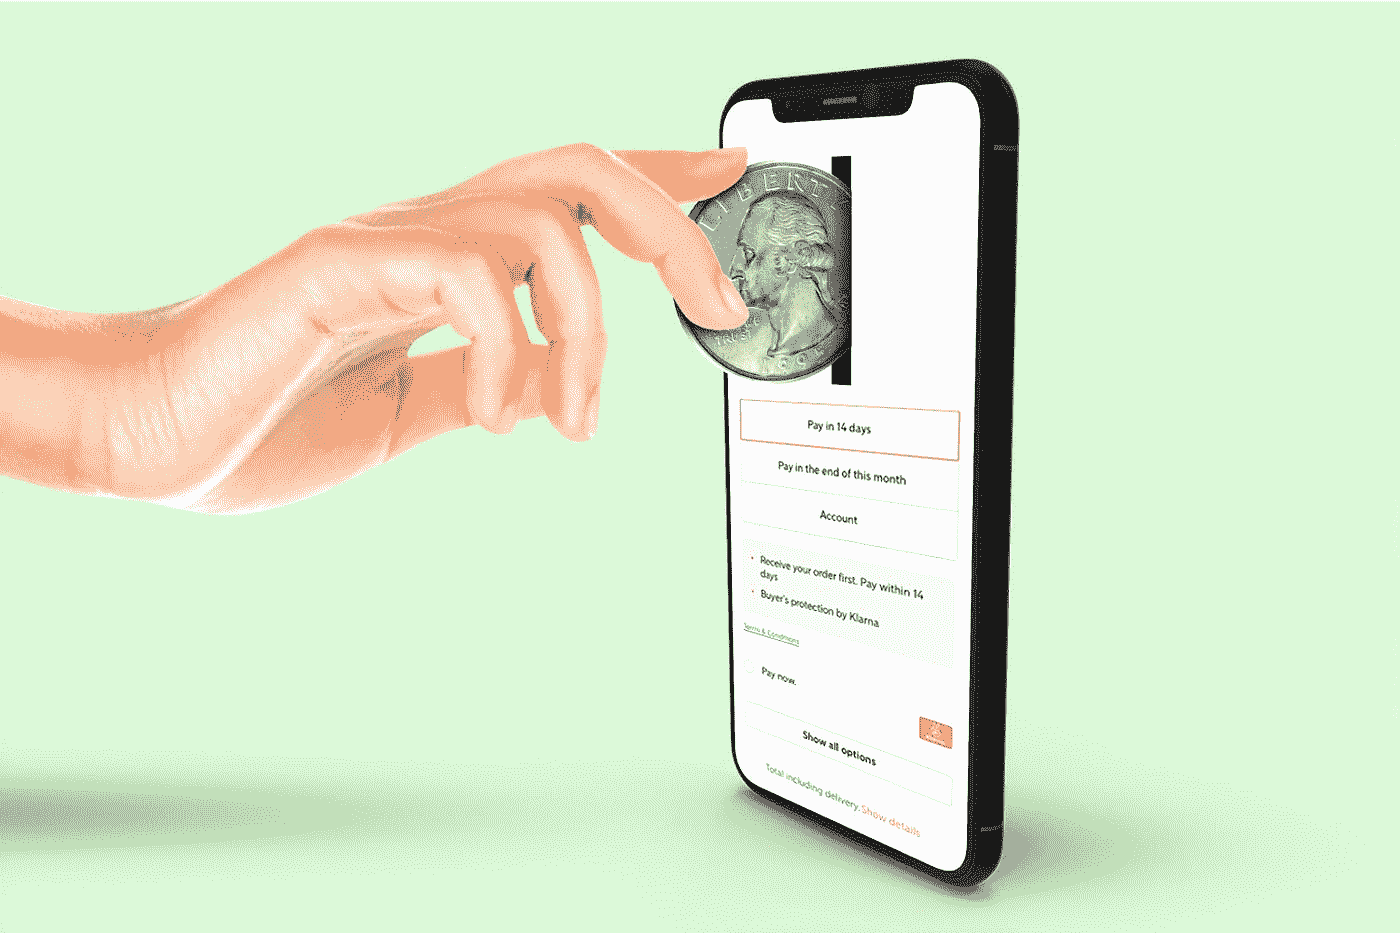 LIBERTY
Pay in 14 days
Pay in the end of this month
Account
Receive your order first. Pay within 14
days
Buyer's protection by Klarna
Terms & Conditions
Pay now.
Show all options
Total including delivery. Show details